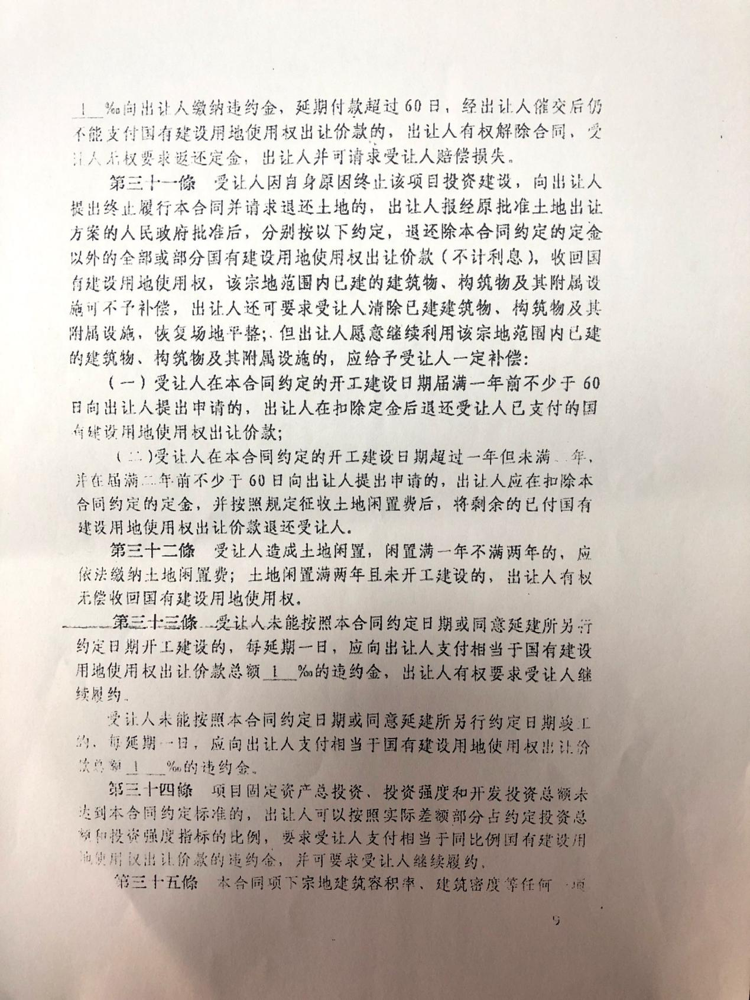 1 ‰向出让人缴纳违约金，延期付款超过60日，经出让人催交后仍
不能支付国有建设用地使用权出让价款的，出让人有权解除合同，受
让人无权要求返还定金，出让人并可请求受让人赔偿损失。
第三十一條 受让人因自身原因终止该项目投资建设，向出让人
提出终止履行本合同并请求退还土地的，出让人报经原批准土地出让
方案的人民政府批准后，分别按以下约定，退还除本合同约定的定金
以外的全部或部分国有建设用地使用权出让价款（不计利息），收回国
有建设用地使用权，该宗地范围内已建的建筑物、构筑物及其附属设
施可不予补偿，出让人还可要求受让人清除已建建筑物、构筑物及其
附属设施，恢复场地平整；但出让人愿意继续利用该宗地范围内已建
的建筑物、构筑物及其附属设施的，应给予受让人一定补偿：
（一）受让人在本合同约定的开工建设日期届满一年前不少于60
日向出让人提出申请的，出让人在扣除定金后退还受让人已支付的国
有建设用地使用权出让价款；
（二）受让人在本合同约定的开工建设日期超过一年但未满二年，
并在届满二年前不少于60日向出让人提出申请的，出让人应在扣除本
合同约定的定金，并按照规定征收土地闲置费后，将剩余的已付国有
建设用地使用权出让价款退还受让人。
第三十二條 受让人造成土地闲置，闲置满一年不满两年的，应
依法缴纳土地闲置费；土地闲置满两年且未开工建设的，出让人有权
无偿收回国有建设用地使用权。
第三十三條 受让人未能按照本合同约定日期或同意延建所另行
约定日期开工建设的，每延期一日，应向出让人支付相当于国有建设
用地使用权出让价款总额 1 ‰的违约金，出让人有权要求受让人继
续履约。
受让人未能按照本合同约定日期或同意延建所另行约定日期竣工
的，每延期一日，应向出让人支付相当于国有建设用地使用权出让价
款总额 1 ‰的违约金。
第三十四條 项目固定资产总投资、投资强度和开发投资总额未
达到本合同约定标准的，出让人可以按照实际差额部分占约定投资总
额和投资强度指标的比例，要求受让人支付相当于同比例国有建设用
地使用权出让价款的违约金，并可要求受让人继续履约。
第三十五條 本合同项下宗地建筑容积率、建筑密度等任何一项
9